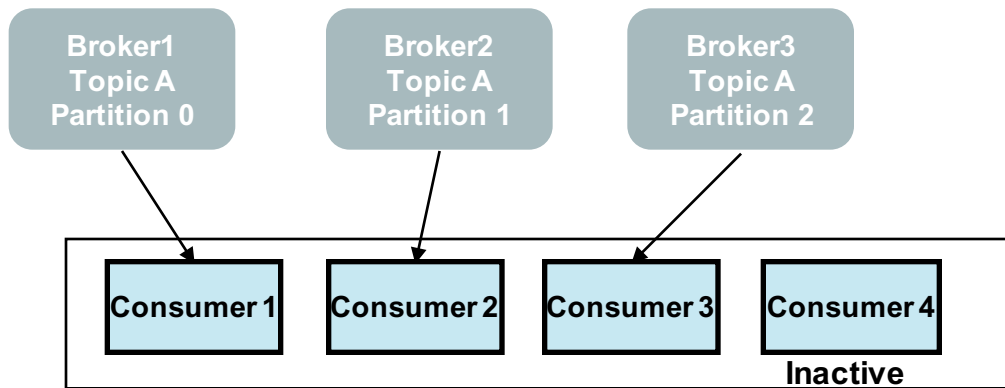 Broker1
Topic A
Partition 0
Broker2
Topic A
Partition 1
Broker3
Topic A
Partition 2
Consumer 1
Consumer 2
Consumer 3
Consumer 4
Inactive